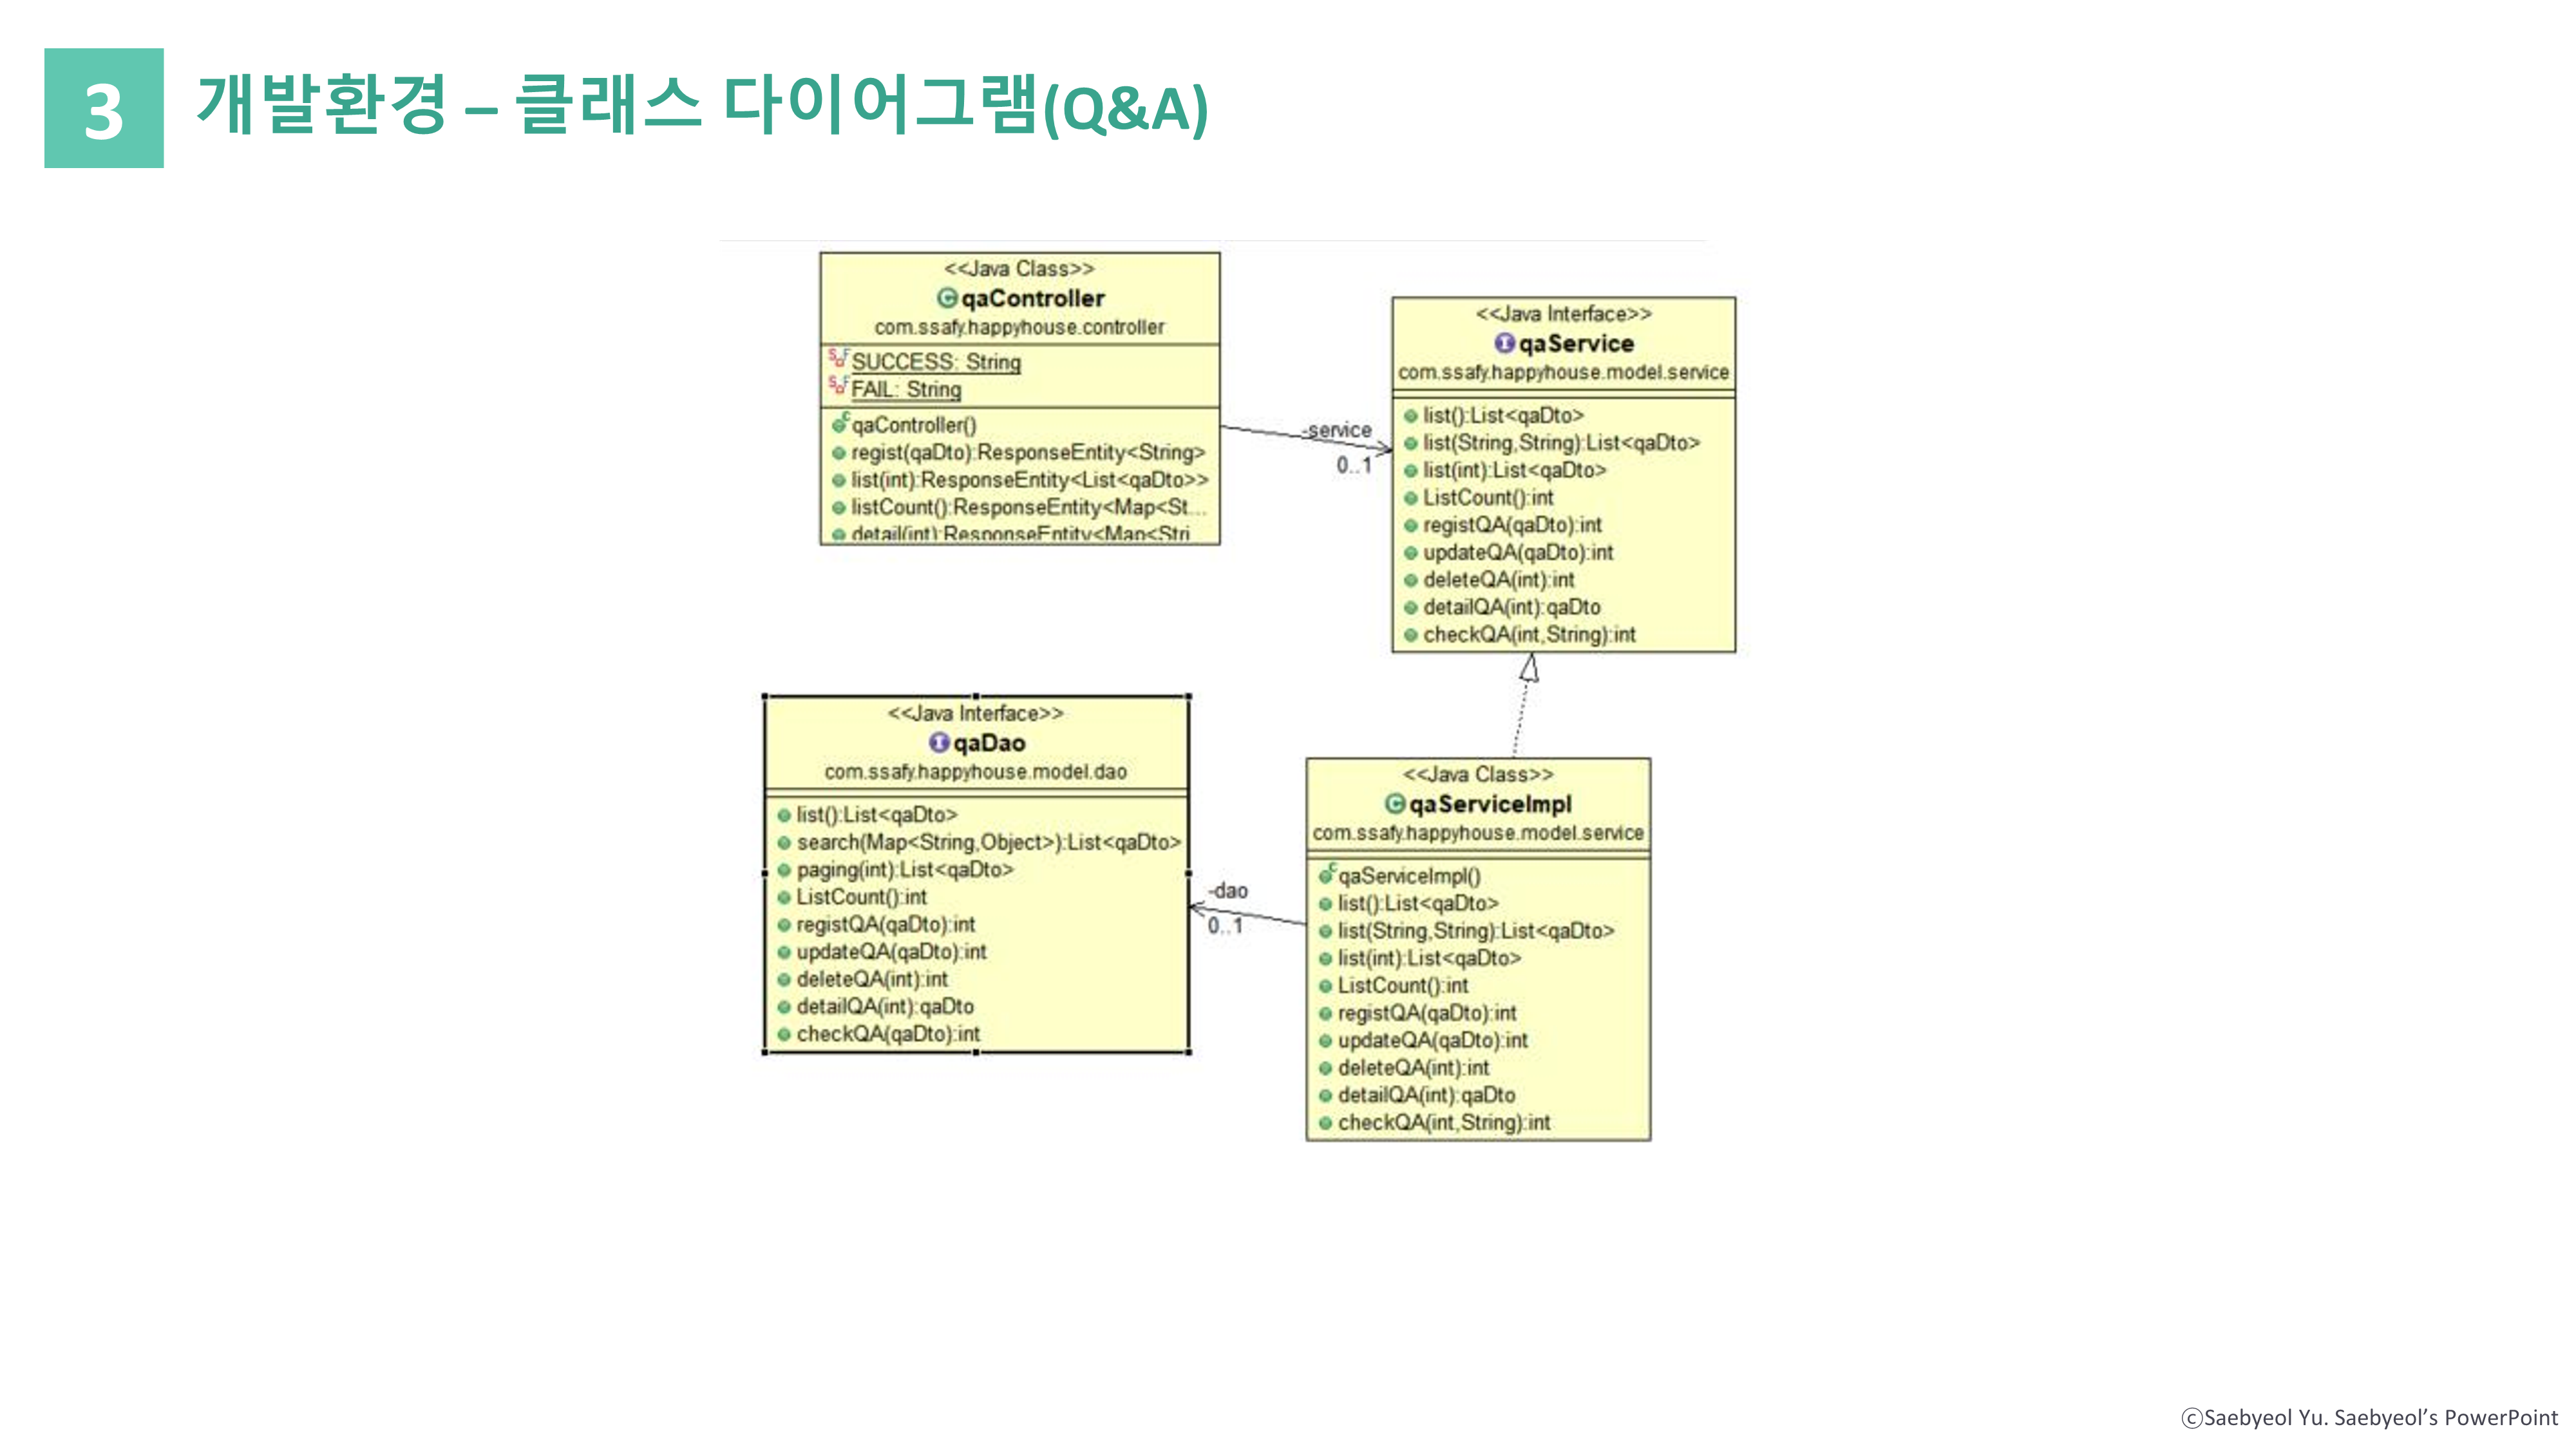 3
개발환경 – 클래스 다이어그램(Q&A)
<<Java Class>>
qaController
com.ssafy.happyhouse.controller
SUCCESS: String
FAIL: String
qaController()
regist(qaDto):ResponseEntity<String>
list(int):ResponseEntity<List<qaDto>>
listCount():ResponseEntity<Map<St...
detail(int):ResponseEntity<Map<Stri
-service
0..1
<<Java Interface>>
qaService
com.ssafy.happyhouse.model.service
list():List<qaDto>
list(String,String):List<qaDto>
list(int):List<qaDto>
ListCount():int
registQA(qaDto):int
updateQA(qaDto):int
deleteQA(int):int
detailQA(int):qaDto
checkQA(int,String):int
<<Java Interface>>
qaDao
com.ssafy.happyhouse.model.dao
list():List<qaDto>
search(Map<String,Object>):List<qaDto>
paging(int):List<qaDto>
ListCount():int
registQA(qaDto):int
updateQA(qaDto):int
deleteQA(int):int
detailQA(int):qaDto
checkQA(qaDto):int
-dao
0..1
<<Java Class>>
qaServiceImpl
com.ssafy.happyhouse.model.service
qaServiceImpl()
list():List<qaDto>
list(String,String):List<qaDto>
list(int):List<qaDto>
ListCount():int
registQA(qaDto):int
updateQA(qaDto):int
deleteQA(int):int
detailQA(int):qaDto
checkQA(int,String):int
ⓒSaebyeol Yu. Saebyeol’s PowerPoint